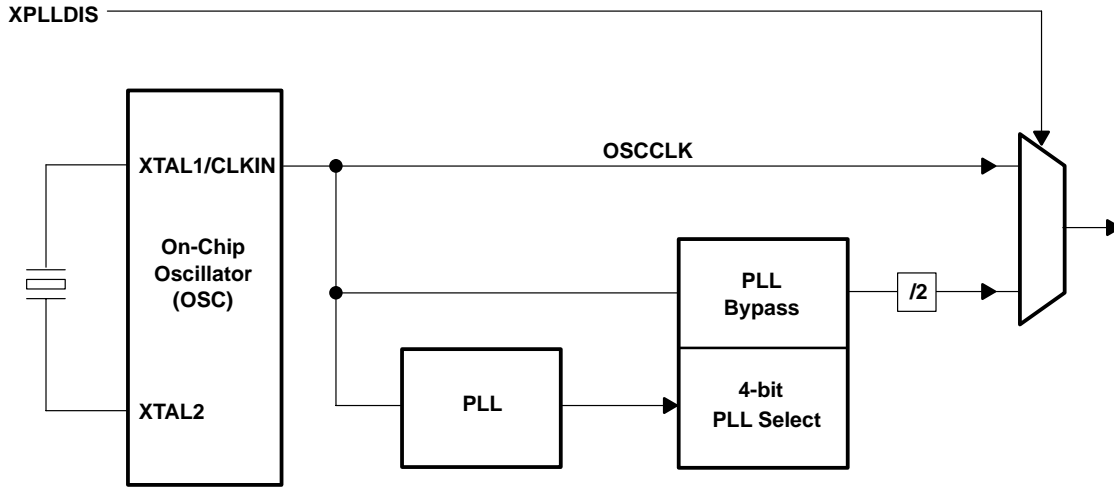 XPLLDIS
XTAL1/CLKIN
OSCCLK
On-Chip
Oscillator
(OSC)
PLL
Bypass
/2
PLL
4-bit
PLL Select
XTAL2